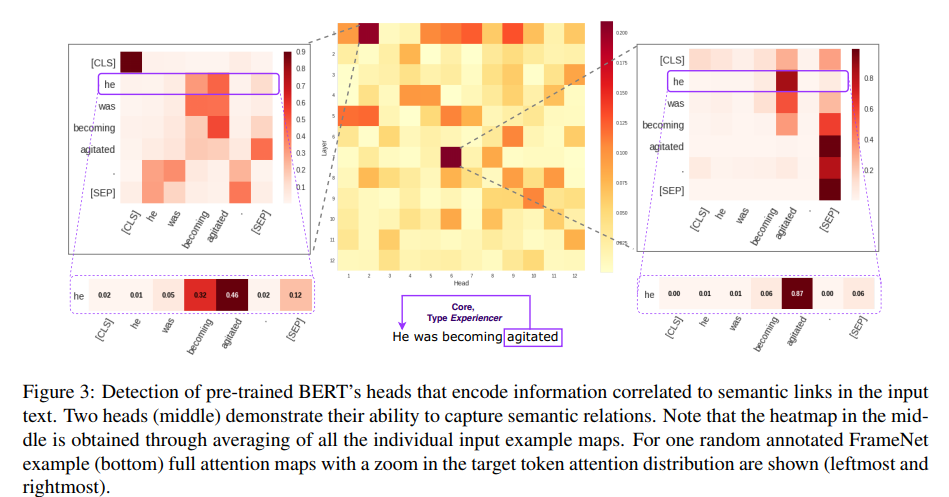 [CLS]
he
was
becoming
agitated
.
[SEP]
[CLS]
he
was
becoming
agitated
.
[SEP]
0.9
0.8
0.7
0.6
0.5
0.4
0.3
0.2
0.1
he 0.02 0.01 0.05 0.32 0.46 0.02 0.12
[CLS]
he
was
becoming
agitated
.
[SEP]
Layer
3
4
5
6
7
8
9
10
11
12
1 2 3 4 5 6 7 8 9 10 11 12
Head
0.200
0.175
0.150
0.125
0.100
0.075
0.050
Core,
Type Experiencer
He was becoming agitated
[CLS]
he
was
becoming
agitated
.
[SEP]
[CLS]
he
was
becoming
agitated
.
[SEP]
0.8
0.6
0.4
0.2
he 0.00 0.01 0.01 0.06 0.87 0.00 0.06
[CLS]
he
was
becoming
agitated
.
[SEP]
Figure 3: Detection of pre-trained BERT's heads that encode information correlated to semantic links in the input
text. Two heads (middle) demonstrate their ability to capture semantic relations. Note that the heatmap in the mid-
dle is obtained through averaging of all the individual input example maps. For one random annotated FrameNet
example (bottom) full attention maps with a zoom in the target token attention distribution are shown (leftmost and
rightmost).